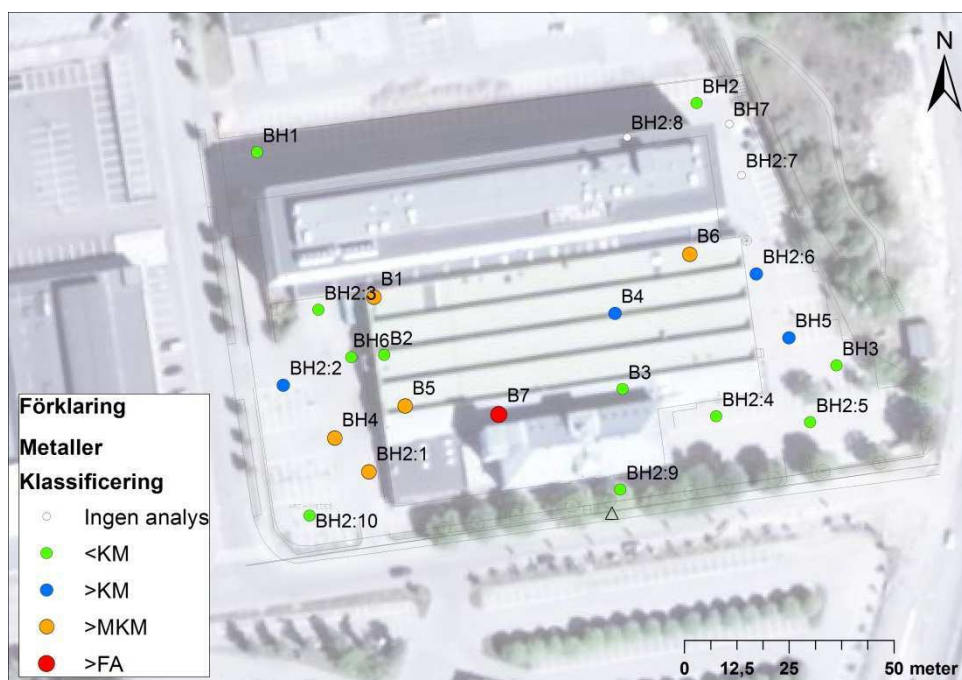 N
BH2
BH7
BH2:8
BH1
BH2:7
B6
BH2:6
B1
BH2:3
B4
BH5
BH6
B2
BH3
BH2:2
B3
B5
B7
BH2:4
BH2:5
BH4
BH2:1
BH2:9
BH2:10
Förklaring
Metaller
Klassificering
Ingen analys
<KM
>KM
>MKM
>FA
0 12,5 25 50 meter